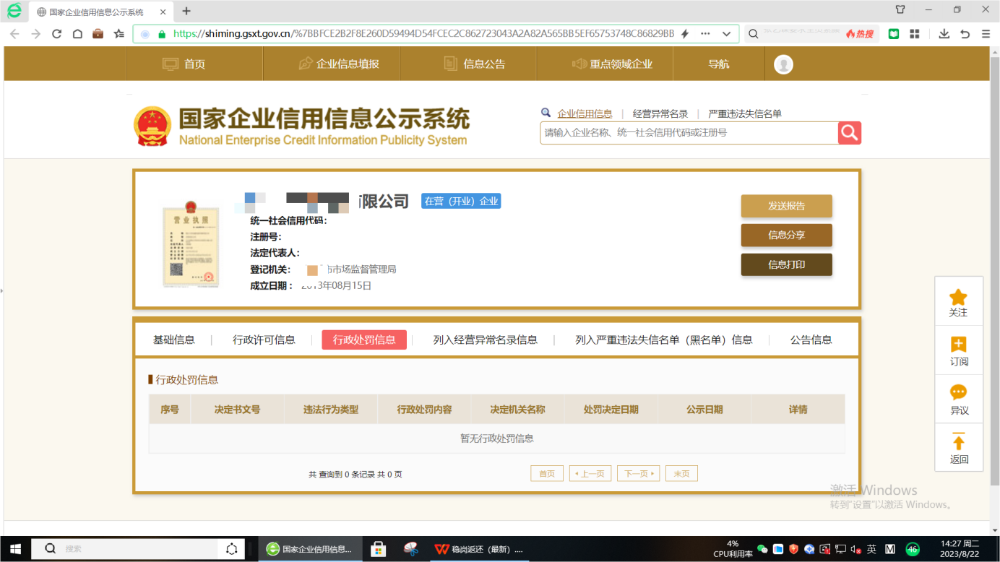 国家企业信用信息公示系统
https://shiming.gsxt.gov.cn/%7BBFCE2B2F8E260D59494D54FCEC2C862723043A2A82A565BB5EF65753748C86829BB
热搜
首页
企业信息填报
信息公告
重点领域企业
导航
国家企业信用信息公示系统
National Enterprise Credit Information Publicity System
企业信用信息 | 经营异常名录 | 严重违法失信名单
请输入企业名称、统一社会信用代码或注册号
限公司 在营（开业）企业
营业执照
统一社会信用代码：
注册号：
法定代表人：
登记机关： 市场监督管理局
成立日期： 2013年08月15日
发送报告
信息分享
信息打印
关注
订阅
异议
返回
基础信息 | 行政许可信息 | 行政处罚信息 | 列入经营异常名录信息 | 列入严重违法失信名单（黑名单）信息 | 公告信息
行政处罚信息
序号 决定书文号 违法行为类型 行政处罚内容 决定机关名称 处罚决定日期 公示日期 详情
暂无行政处罚信息
共 查询到 0 条记录 共 0 页
首页 上一页 下一页 末页
激活 Windows
转到"设置"以激活 Windows。
搜索
国家企业信用信息...
稳岗返还（最新）....
4%
CPU利用率
英
M
46
14:27 周二
2023/8/22